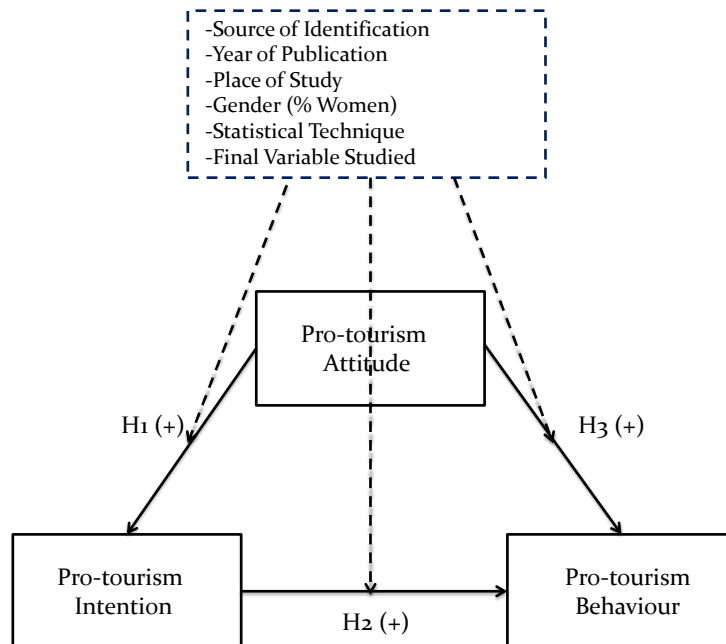 -Source of Identification
-Year of Publication
-Place of Study
-Gender (% Women)
-Statistical Technique
-Final Variable Studied
Pro-tourism
Attitude
H1 (+)
H3 (+)
Pro-tourism
Intention
Pro-tourism
Behaviour
H2 (+)